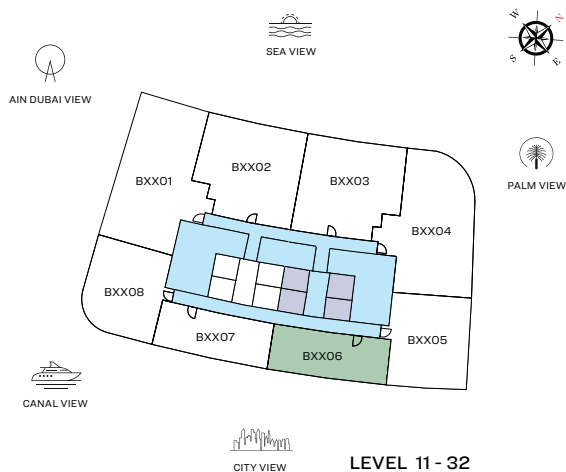 SEA VIEW
W
N
S
E
AIN DUBAI VIEW
PALM VIEW
BXX01
BXX02
BXX03
BXX04
BXX08
BXX07
BXX06
BXX05
CANAL VIEW
CITY VIEW
LEVEL 11 - 32